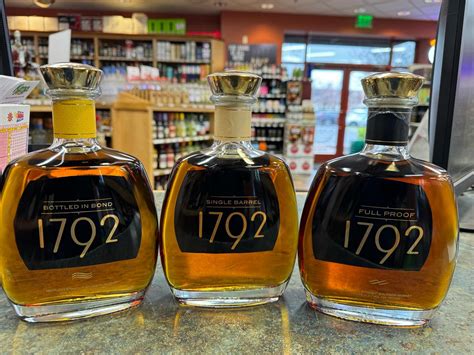 BOTTLED IN BOND
1792
SINGLE BARREL
1792
FULL PROOF
1792